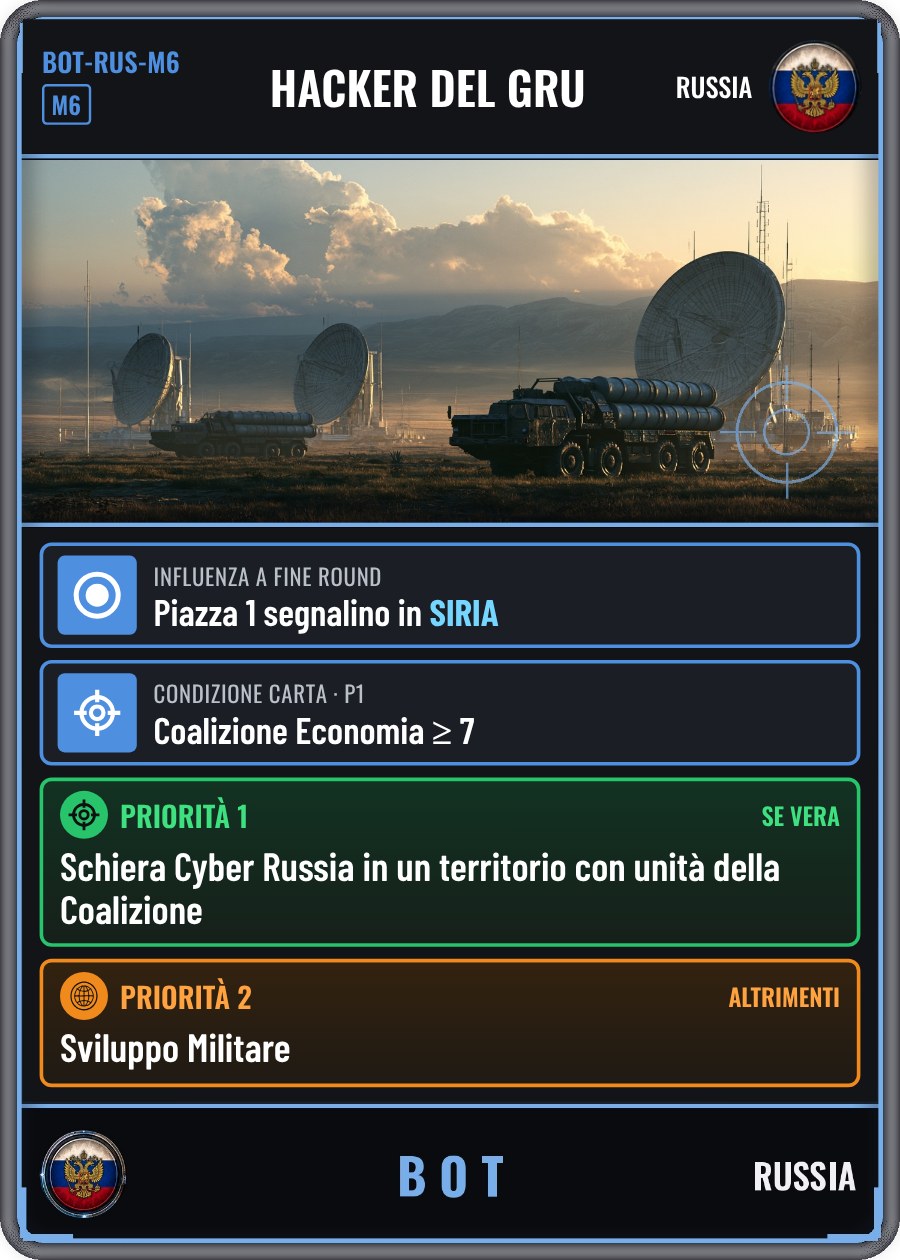 BOT-RUS-M6
M6
HACKER DEL GRU
RUSSIA
INFLUENZA A FINE ROUND
Piazza 1 segnalino in SIRIA
CONDIZIONE CARTA · P1
Coalizione Economia ≥ 7
PRIORITÀ 1
SE VERA
Schiera Cyber Russia in un territorio con unità della
Coalizione
PRIORITÀ 2
ALTRIMENTI
Sviluppo Militare
BOT
RUSSIA